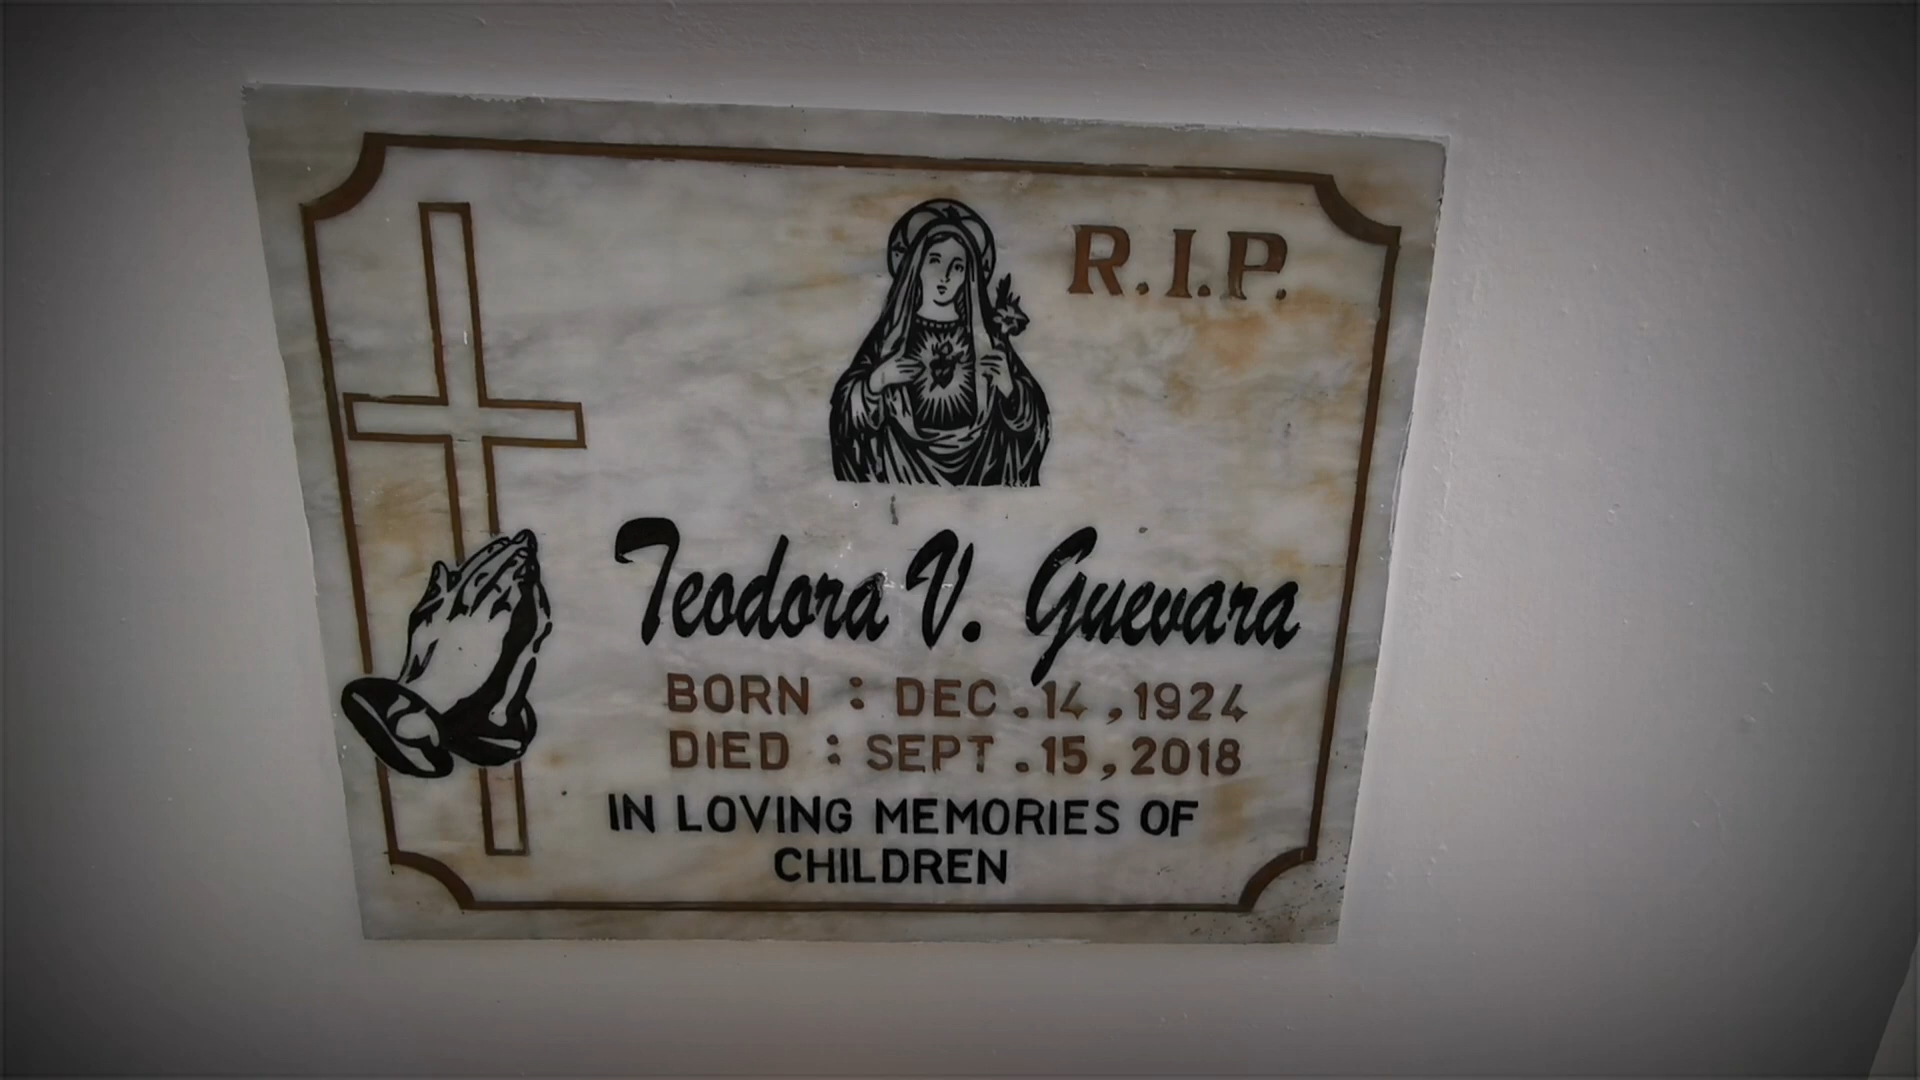 R.I.P.
Teodora V. Guevara
BORN : DEC. 14, 1924
DIED : SEPT. 15, 2018
IN LOVING MEMORIES OF
CHILDREN